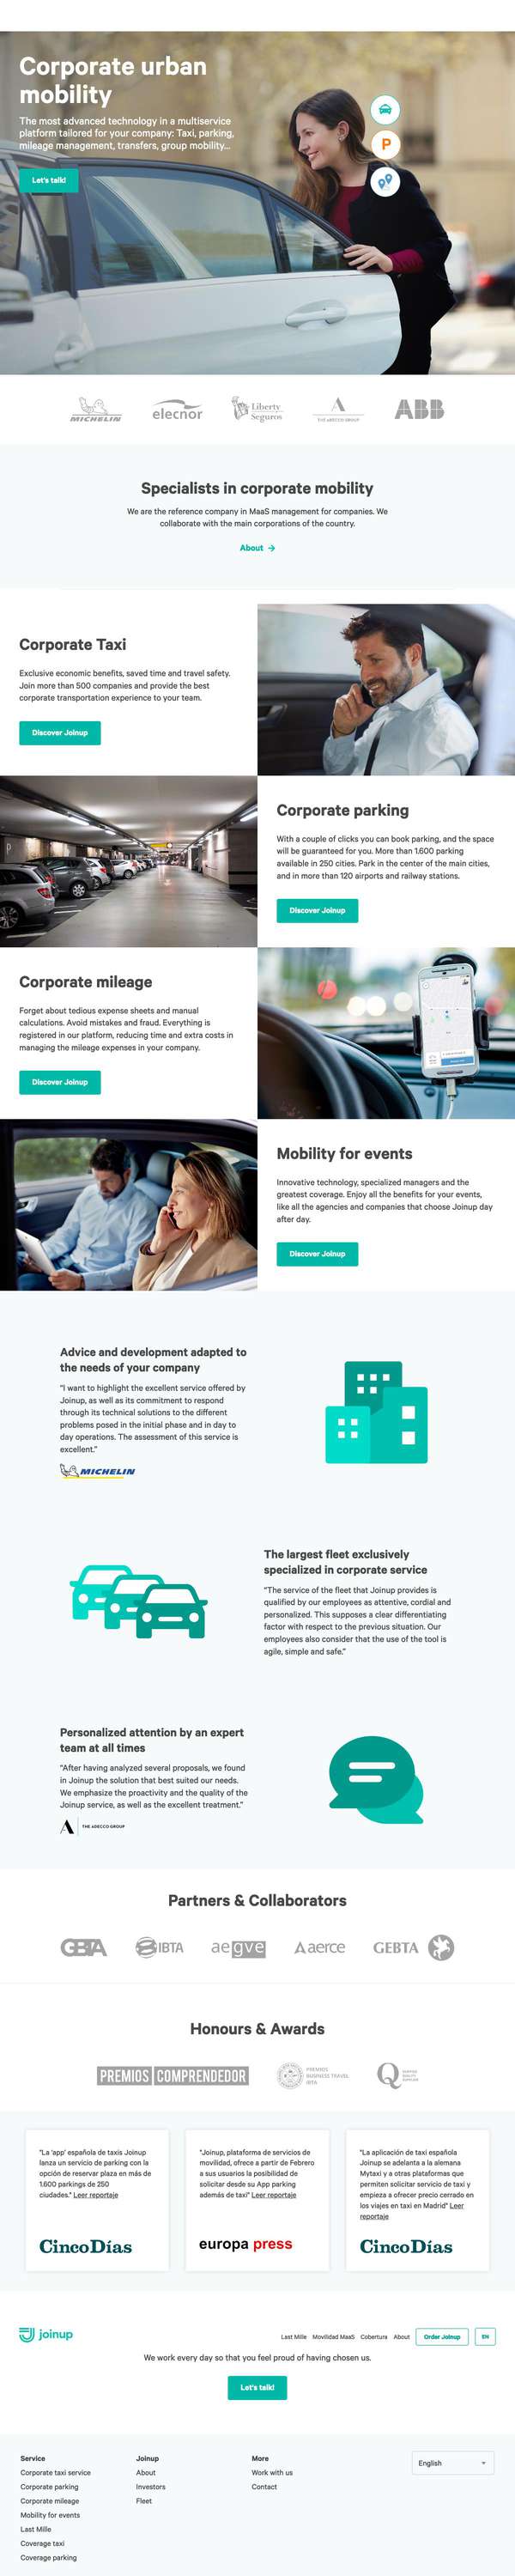 Corporate urban
mobility
The most advanced technology in a multiservice
platform tailored for your company: Taxi, parking,
mileage management, transfers, group mobility...
Let's talk!
P
MICHELIN
elecnor
Liberty
Seguros
A
THE ADECCO GROUP
ABB
Specialists in corporate mobility
We are the reference company in MaaS management for companies. We
collaborate with the main corporations of the country.
About →
Corporate Taxi
Exclusive economic benefits, saved time and travel safety.
Join more than 500 companies and provide the best
corporate transportation experience to your team.
Discover Joinup
Corporate parking
With a couple of clicks you can book parking, and the space
will be guaranteed for you. More than 1.600 parking
available in 250 cities. Park in the center of the main cities,
and in more than 120 airports and railway stations.
Discover Joinup
Corporate mileage
Forget about tedious expense sheets and manual
calculations. Avoid mistakes and fraud. Everything is
registered in our platform, reducing time and extra costs in
managing the mileage expenses in your company.
Discover Joinup
Mobility for events
Innovative technology, specialized managers and the
greatest coverage. Enjoy all the benefits for your events,
like all the agencies and companies that choose Joinup day
after day.
Discover Joinup
Advice and development adapted to
the needs of your company
"I want to highlight the excellent service offered by
Joinup, as well as its commitment to respond
through its technical solutions to the different
problems posed in the initial phase and in day to
day operations. The assessment of this service is
excellent."
MICHELIN
The largest fleet exclusively
specialized in corporate service
"The service of the fleet that Joinup provides is
qualified by our employees as attentive, cordial and
personalized. This supposes a clear differentiating
factor with respect to the previous situation. Our
employees also consider that the use of the tool is
agile, simple and safe."
Personalized attention by an expert
team at all times
"After having analyzed several proposals, we found
in Joinup the solution that best suited our needs.
We emphasize the proactivity and the quality of the
Joinup service, as well as the excellent treatment."
A THE ADECCO GROUP
Partners & Collaborators
GBTA
IBTA
aegve
aerce
GEBTA
Honours & Awards
PREMIOS COMPRENDEDOR
PREMIOS
BUSINESS TRAVEL
IBTA
Q
"La 'app' española de taxis Joinup
lanza un servicio de parking con la
opción de reservar plaza en más de
1.600 parkings de 250
ciudades." Leer reportaje
CincoDías
"Joinup, plataforma de servicios de
movilidad, ofrece a partir de Febrero
a sus usuarios la posibilidad de
solicitar desde su App parking
además de taxi" Leer reportaje
europa press
"La aplicación de taxi española
Joinup se adelanta a la alemana
Mytaxi y a otras plataformas que
permiten solicitar servicio de taxi y
empieza a ofrecer precio cerrado en
los viajes en taxi en Madrid" Leer
reportaje
CincoDías
joinup
Last Mille Movilidad MaaS Cobertura About Order Joinup EN
We work every day so that you feel proud of having chosen us.
Let's talk!
Service
Corporate taxi service
Corporate parking
Corporate mileage
Mobility for events
Last Mille
Coverage taxi
Coverage parking
Joinup
About
Investors
Fleet
More
Work with us
Contact
English